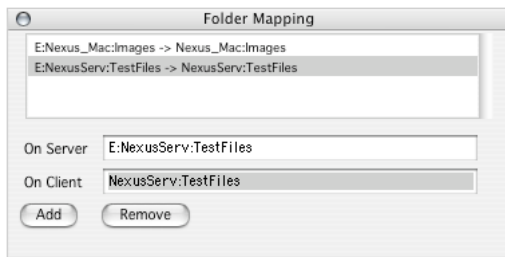 Folder Mapping
E:Nexus_Mac:Images -> Nexus_Mac:Images
E:NexusServ:TestFiles -> NexusServ:TestFiles
On Server E:NexusServ:TestFiles
On Client NexusServ:TestFiles
Add Remove